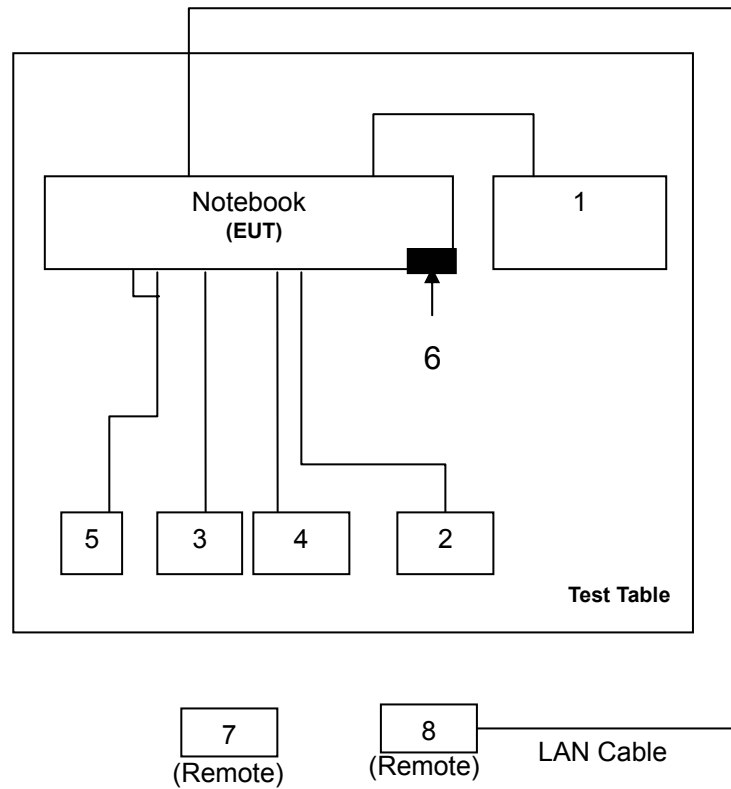 Notebook
(EUT)
1
6
5
3
4
2
Test Table
7
(Remote)
8
(Remote)
LAN Cable